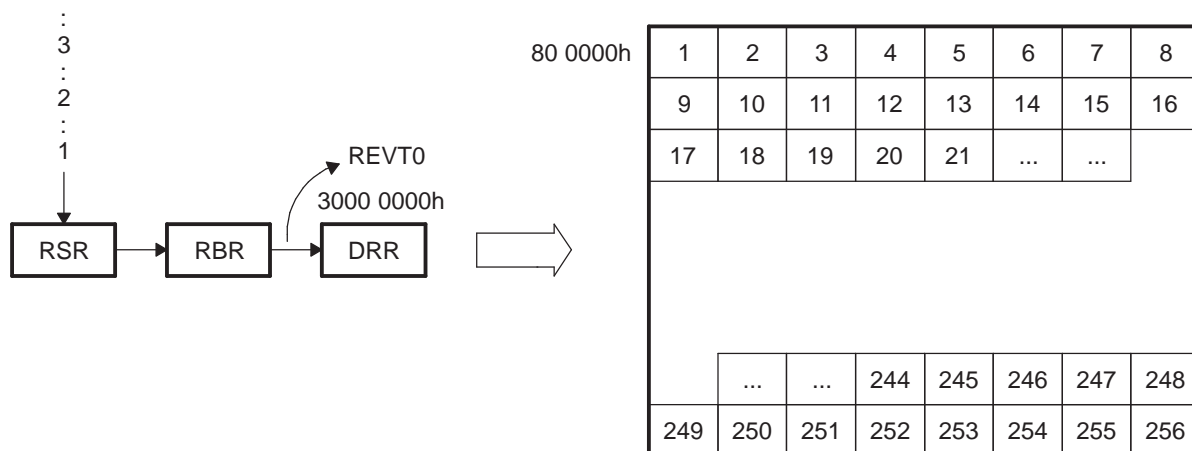 :
3
:
:
2
:
:
1
REVT0
3000 0000h
RSR
RBR
DRR
80 0000h
1 2 3 4 5 6 7 8
9 10 11 12 13 14 15 16
17 18 19 20 21 ... ...
... ... 244 245 246 247 248
249 250 251 252 253 254 255 256